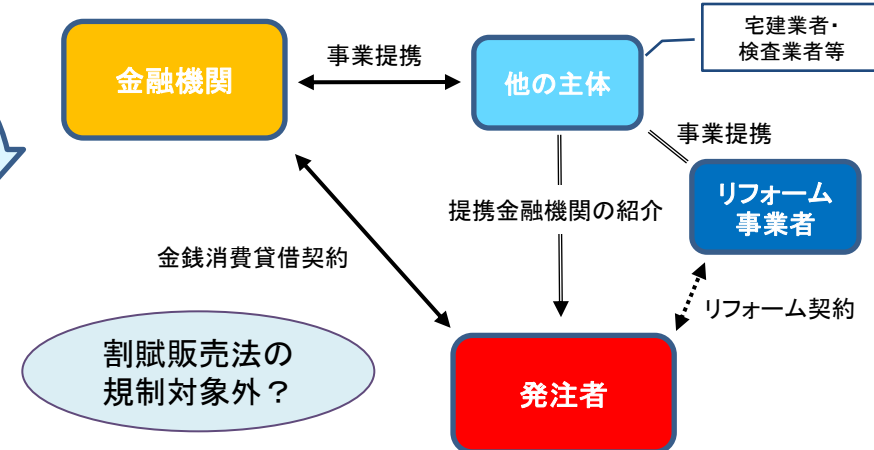 宅建業者・
検査業者等
事業提携
金融機関
他の主体
事業提携
リフォーム
事業者
提携金融機関の紹介
金銭消費貸借契約
リフォーム契約
割賦販売法の
規制対象外？
発注者